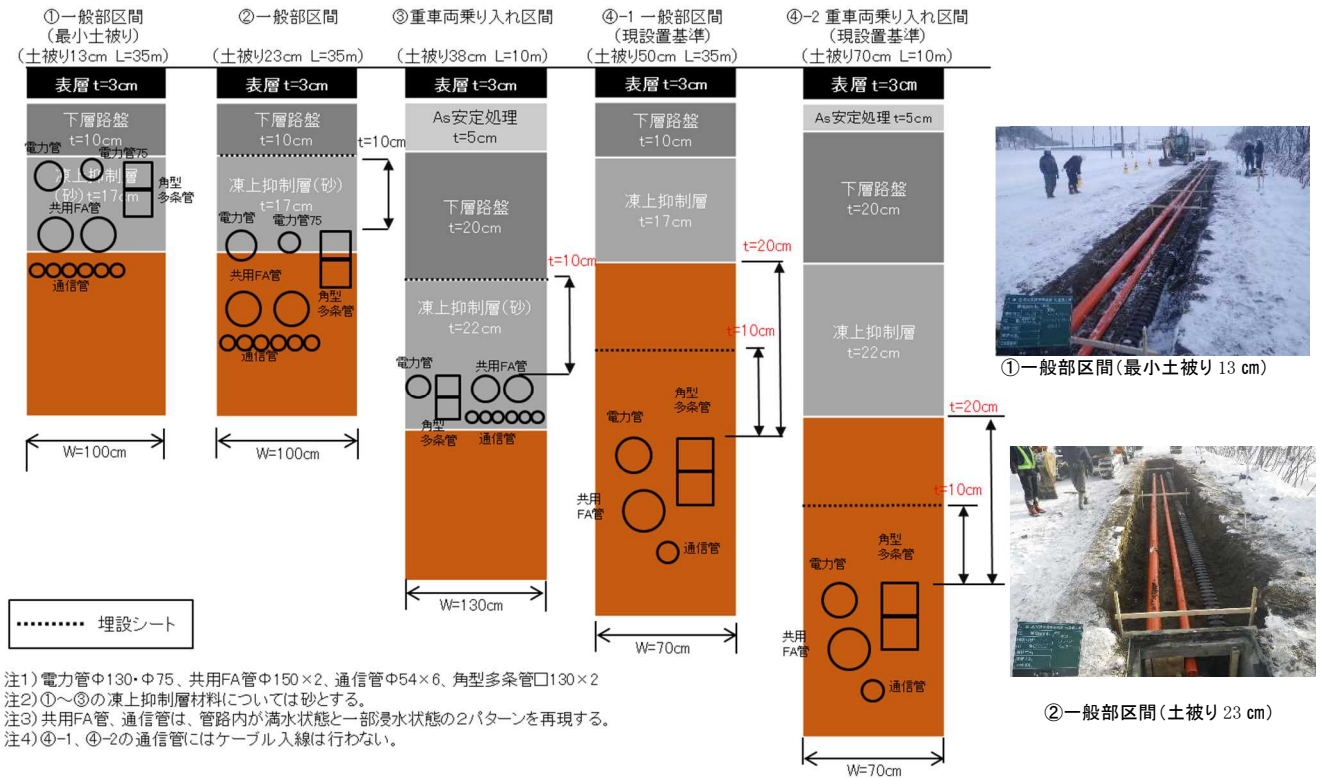 ①一般部区間
(最小土被り)
(土被り13cm L=35m)
表層 t=3cm
下層路盤
t=10cm
電力管
電力管75
凍上抑制層
(砂)t=17cm
角型
多条管
共用FA管
通信管
W=100cm
②一般部区間
(土被り23cm L=35m)
表層 t=3cm
下層路盤
t=10cm
t=10cm
凍上抑制層(砂)
t=17cm
電力管
電力管75
共用FA管
角型
多条管
通信管
W=100cm
③重車両乗り入れ区間
(土被り38cm L=10m)
表層 t=3cm
As安定処理
t=5cm
下層路盤
t=20cm
t=10cm
凍上抑制層(砂)
t=22cm
電力管
共用FA管
角型
多条管
通信管
W=130cm
④-1 一般部区間
(現設置基準)
(土被り50cm L=35m)
表層 t=3cm
下層路盤
t=10cm
凍上抑制層
t=17cm
t=20cm
t=10cm
角型
多条管
電力管
共用
FA管
通信管
W=70cm
④-2 重車両乗り入れ区間
(現設置基準)
(土被り70cm L=10m)
表層 t=3cm
As安定処理 t=5cm
下層路盤
t=20cm
凍上抑制層
t=22cm
t=20cm
t=10cm
角型
多条管
電力管
共用
FA管
通信管
W=70cm
①一般部区間(最小土被り 13 ㎝)
②一般部区間(土被り 23 ㎝)
埋設シート
注1)電力管Φ130・Φ75、共用FA管Φ150×2、通信管Φ54×6、角型多条管□130×2
注2)①~③の凍上抑制層材料については砂とする。
注3)共用FA管、通信管は、管路内が満水状態と一部浸水状態の2パターンを再現する。
注4)④-1、④-2の通信管にはケーブル入線は行わない。